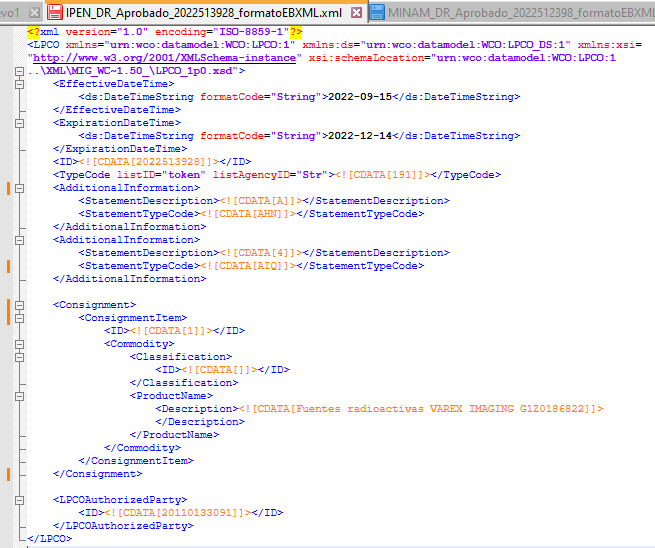 evo1
IPEN_DR_Aprobado_2022513928_formatoEBXML.xml
MINAM_DR_Aprobado_2022512398_formatoEBXML
<?xml version="1.0" encoding="ISO-8859-1"?>
<LPCO xmlns="urn:wco:datamodel:WCO:LPCO:1" xmlns:ds="urn:wco:datamodel:WCO:LPCO_DS:1" xmlns:xsi=
"http://www.w3.org/2001/XMLSchema-instance" xsi:schemaLocation="urn:wco:datamodel:WCO:LPCO:1
..\XML\MIG_WC~1.50_\LPCO_1p0.xsd">
<EffectiveDateTime>
<ds:DateTimeString formatCode="String">2022-09-15</ds:DateTimeString>
</EffectiveDateTime>
<ExpirationDateTime>
<ds:DateTimeString formatCode="String">2022-12-14</ds:DateTimeString>
</ExpirationDateTime>
<ID><![CDATA[2022513928]]></ID>
<TypeCode listID="token" listAgencyID="Str"><![CDATA[191]]></TypeCode>
<AdditionalInformation>
<StatementDescription><![CDATA[A]]></StatementDescription>
<StatementTypeCode><![CDATA[AHN]]></StatementTypeCode>
</AdditionalInformation>
<AdditionalInformation>
<StatementDescription><![CDATA[4]]></StatementDescription>
<StatementTypeCode><![CDATA[AIQ]]></StatementTypeCode>
</AdditionalInformation>
<Consignment>
<ConsignmentItem>
<ID><![CDATA[1]]></ID>
<Commodity>
<Classification>
<ID><![CDATA[]]></ID>
</Classification>
<ProductName>
<Description><![CDATA[Fuentes radioactivas VAREX IMAGING G1Z0186822]]>
</Description>
</ProductName>
</Commodity>
</ConsignmentItem>
</Consignment>
<LPCOAuthorizedParty>
<ID><![CDATA[20110133091]]></ID>
</LPCOAuthorizedParty>
</LPCO>